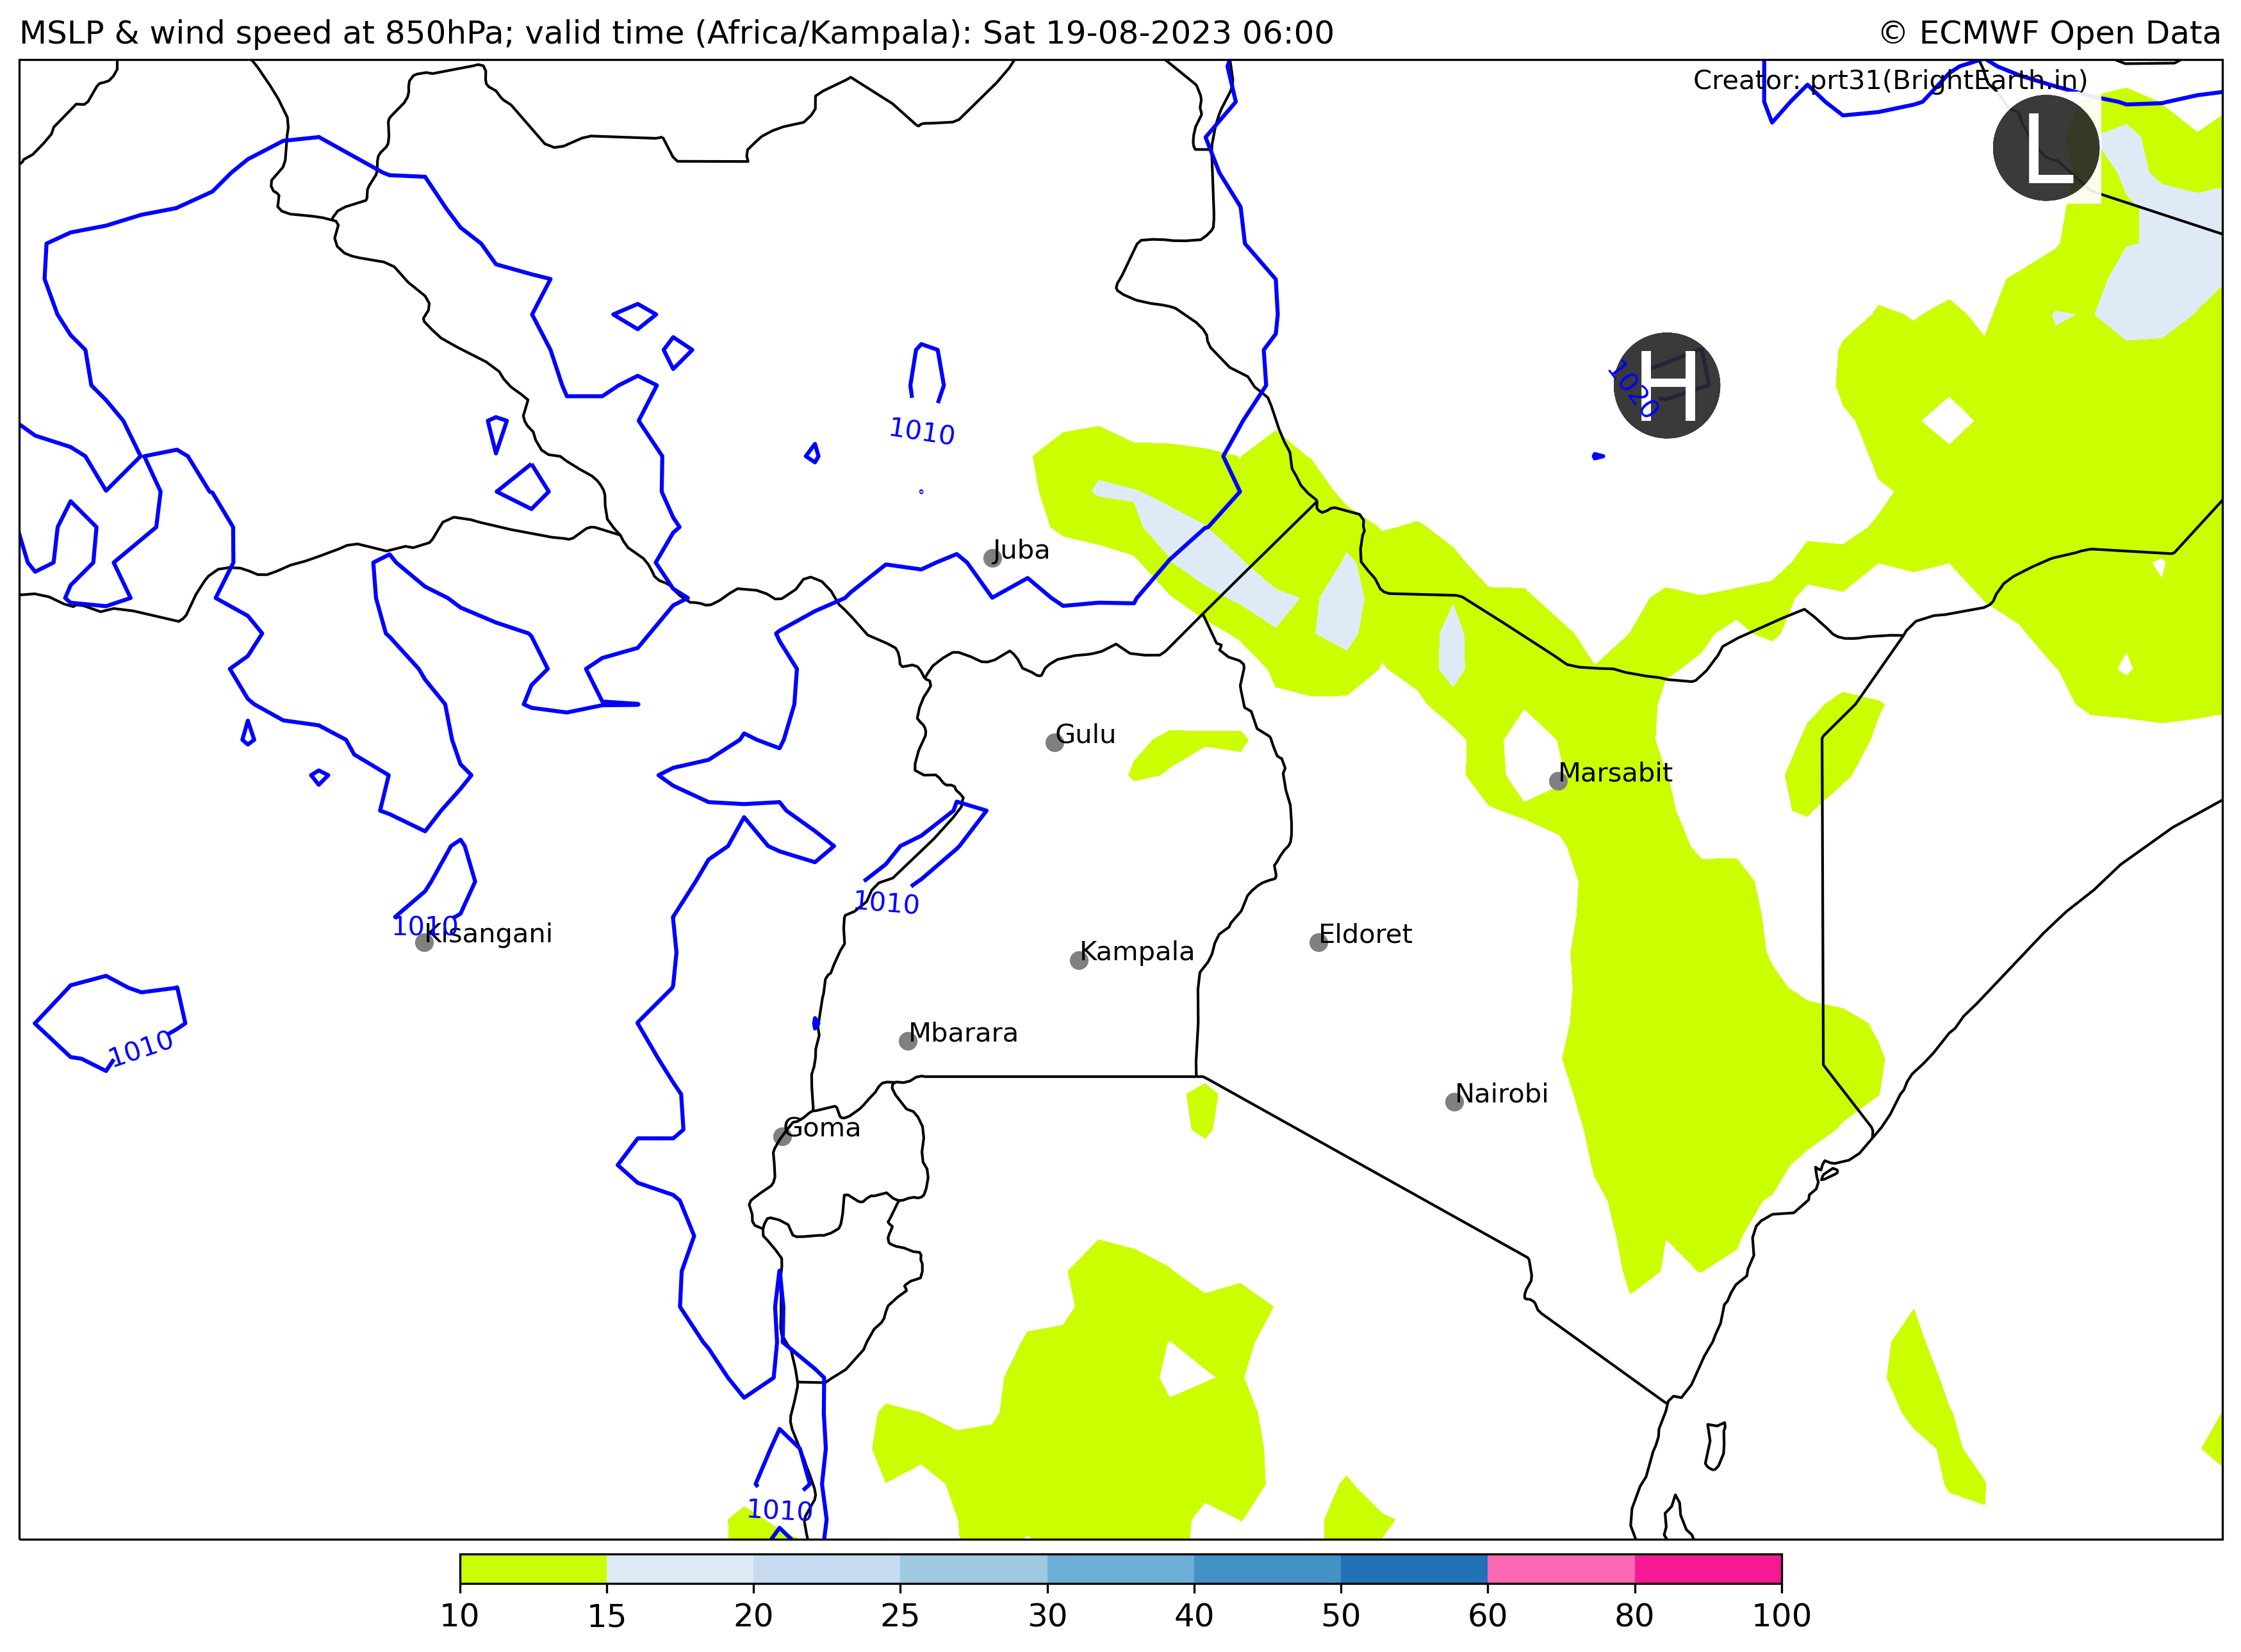 MSLP & wind speed at 850hPa; valid time (Africa/Kampala): Sat 19-08-2023 06:00
© ECMWF Open Data
Creator: prt31(BrightEarth.in)
L
H
1020
1010
Juba
Gulu
Marsabit
1010
1010
Kisangani
Eldoret
Kampala
1010
Mbarara
Nairobi
Goma
1010
10 15 20 25 30 40 50 60 80 100